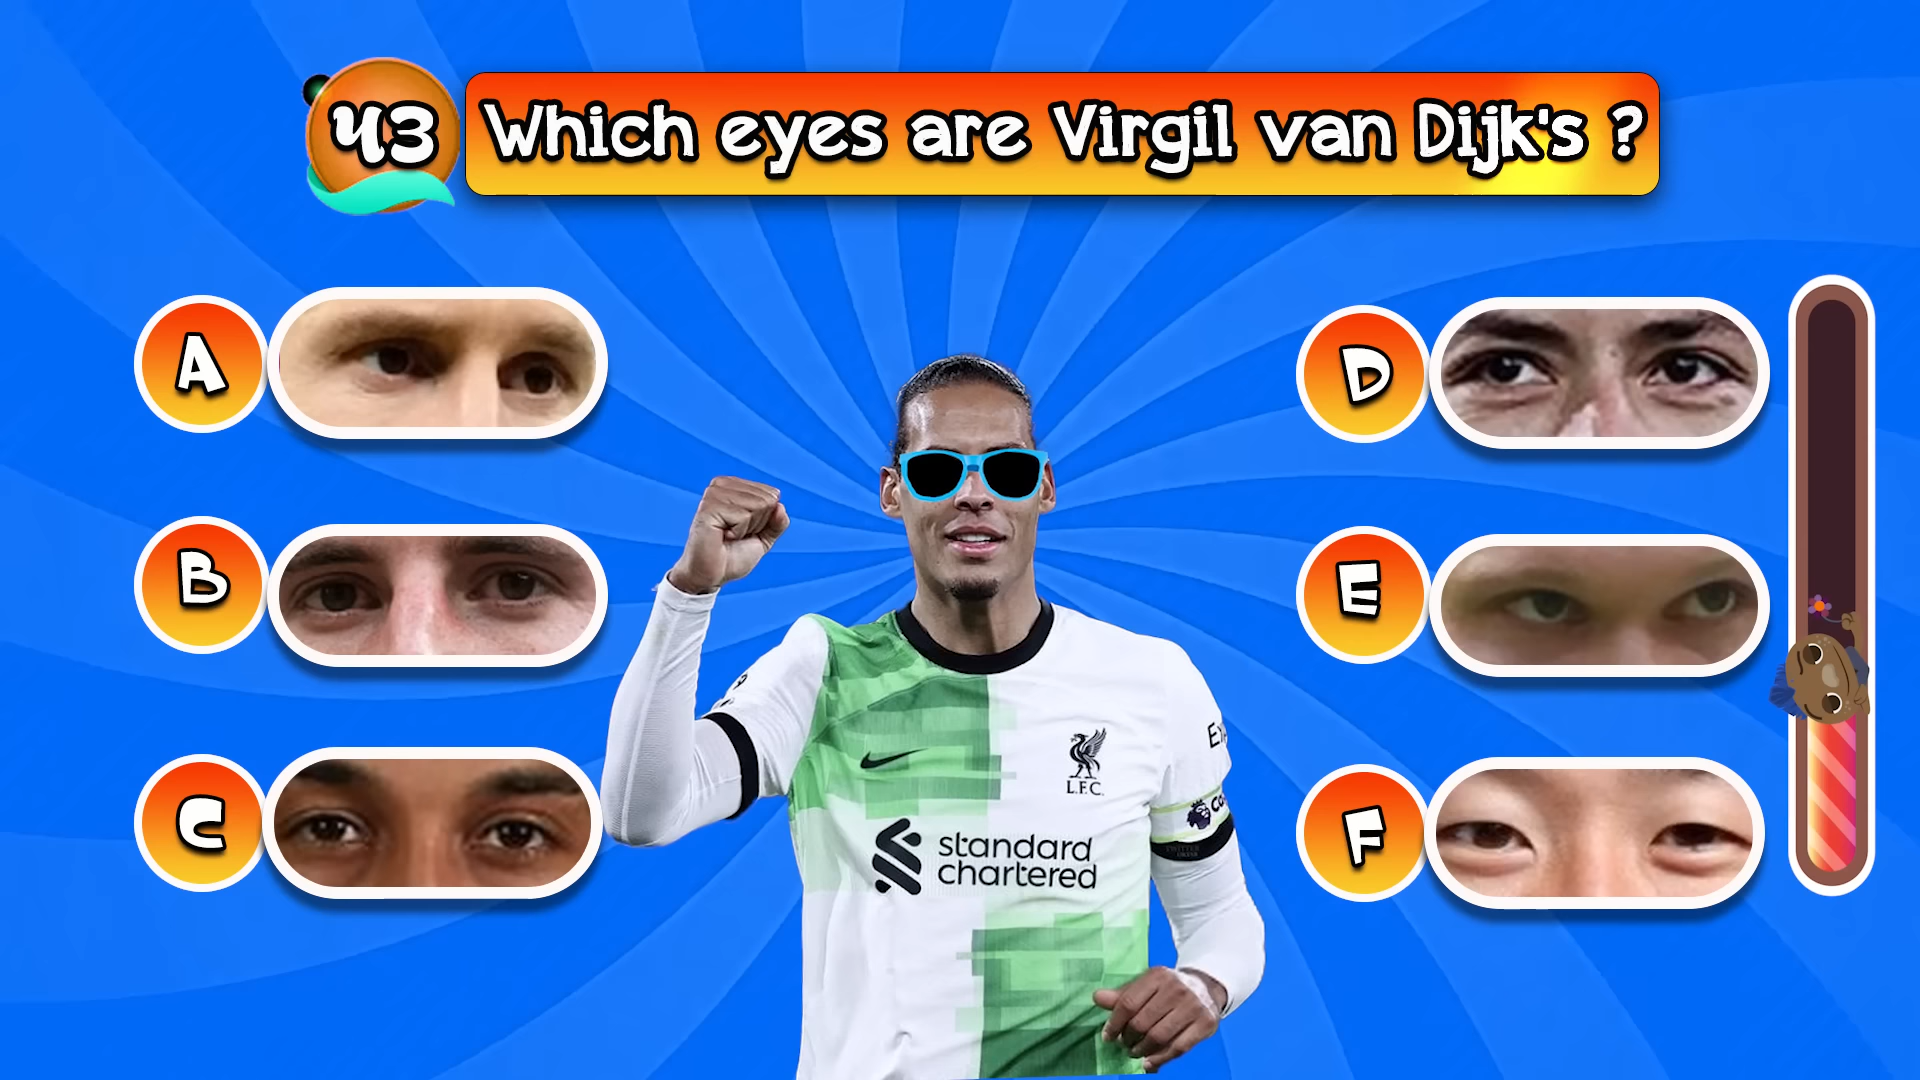 43
Which eyes are Virgil van Dijk's ?
A
B
C
D
E
F
L.F.C.
standard
chartered